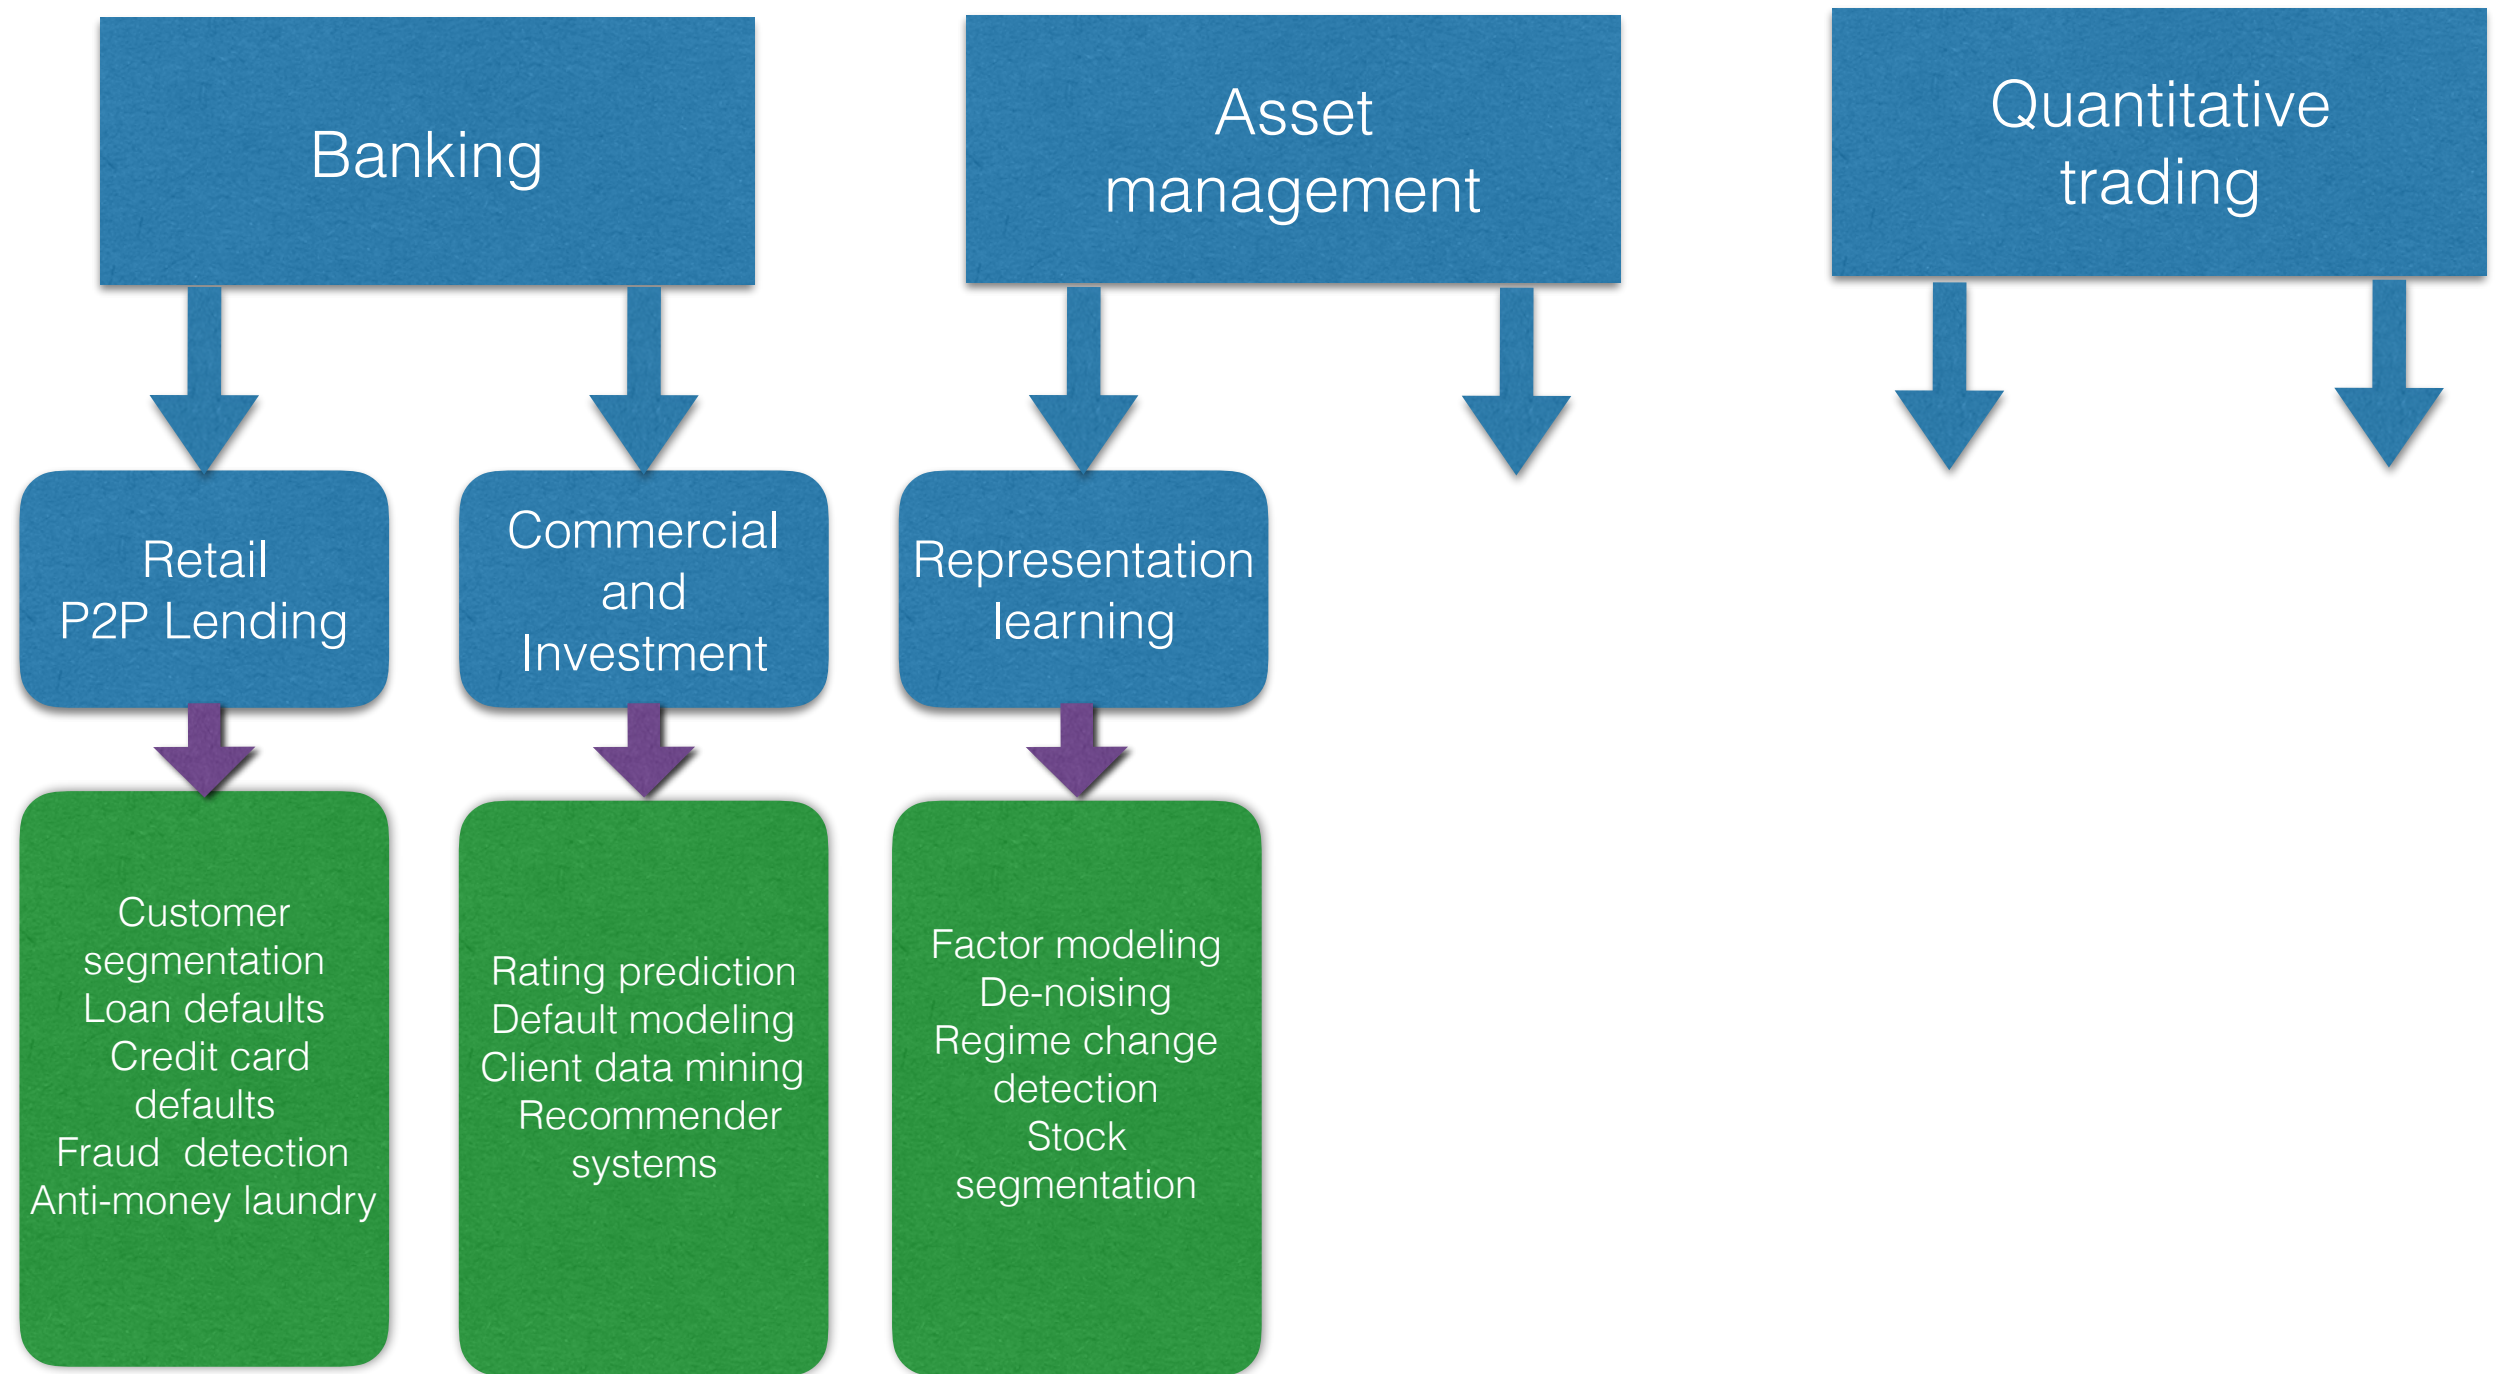 Banking
Asset
management
Quantitative
trading
Retail
P2P Lending
Commercial
and
Investment
Representation
learning
Customer
segmentation
Loan defaults
Credit card
defaults
Fraud  detection
Anti-money laundry
Rating prediction
Default modeling
Client data mining
Recommender
systems
Factor modeling
De-noising
Regime change
detection
Stock
segmentation